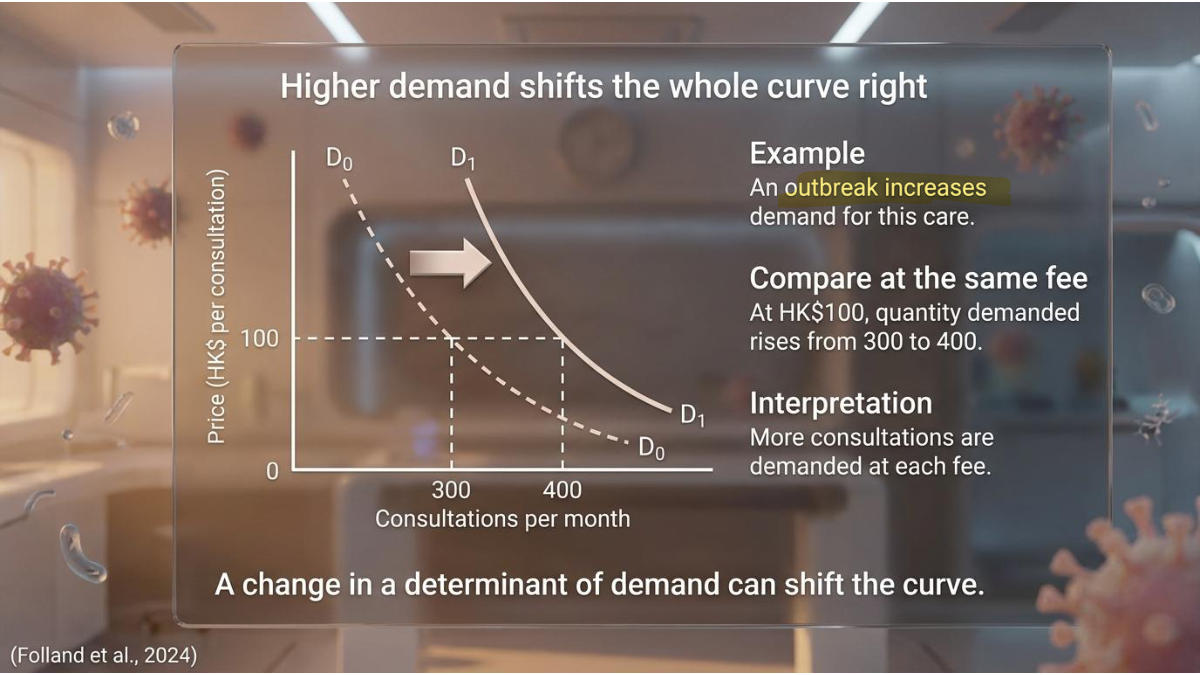 Higher demand shifts the whole curve right
D₀
D₁
Price (HK$ per consultation)
100
0
300
400
Consultations per month
D₁
D₀
Example
An outbreak increases
demand for this care.
Compare at the same fee
At HK$100, quantity demanded
rises from 300 to 400.
Interpretation
More consultations are
demanded at each fee.
A change in a determinant of demand can shift the curve.
(Folland et al., 2024)